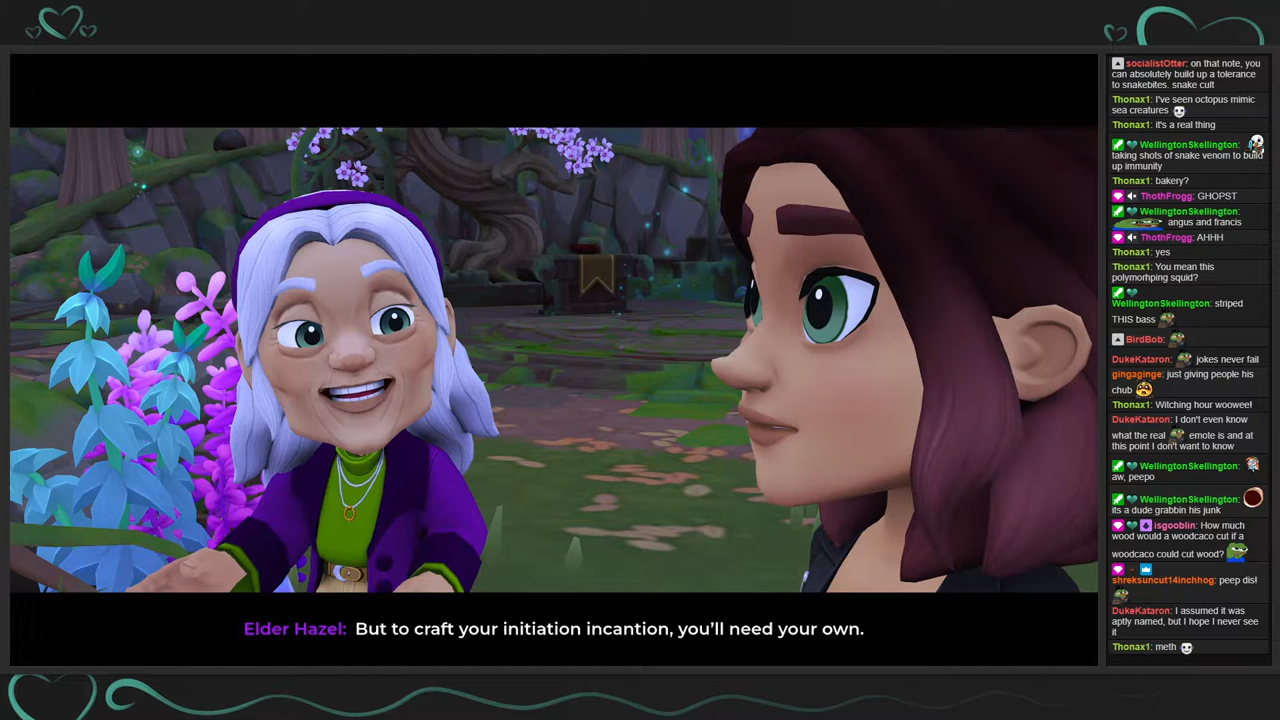 socialistOtter: on that note, you
can absolutely build up a tolerance
to snakebites. snake cult
Thonax1: I've seen octopus mimic
sea creatures
Thonax1: it's a real thing
WellingtonSkellington:
taking shots of snake venom to build
up immunity
Thonax1: bakery?
ThothFrogg: GHOPST
WellingtonSkellington:
angus and francis
ThothFrogg: AHHH
Thonax1: yes
Thonax1: You mean this
polymorhping squid?
WellingtonSkellington: striped
THIS bass
BirdBob:
DukeKataron: jokes never fail
gingaginge: just giving people his
chub
Thonax1: Witching hour woowee!
DukeKataron: I don't even know
what the real emote is and at
this point I don't want to know
WellingtonSkellington:
aw, peepo
WellingtonSkellington:
its a dude grabbin his junk
isgooblin: How much
wood would a woodcaco cut if a
woodcaco could cut wood?
shreksuncut14inchhog: peep dis!
DukeKataron: I assumed it was
aptly named, but I hope I never see
it
Thonax1: meth
Elder Hazel: But to craft your initiation incantion, you'll need your own.